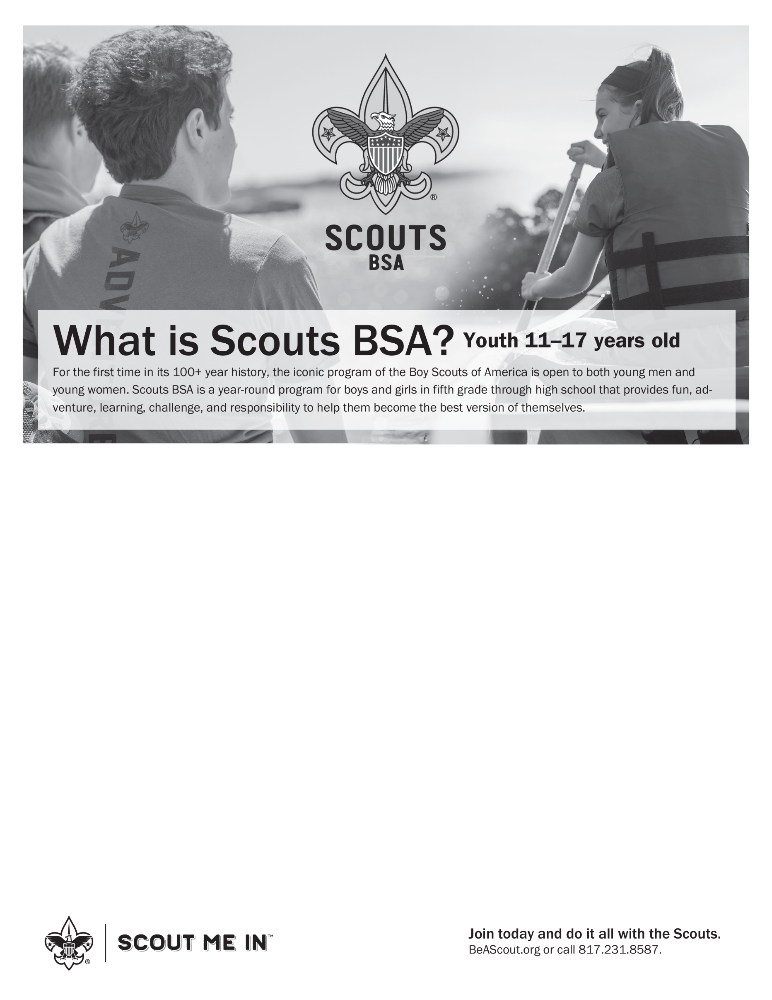 ADVENTURE
SCOUTS
BSA
What is Scouts BSA? Youth 11–17 years old
For the first time in its 100+ year history, the iconic program of the Boy Scouts of America is open to both young men and
young women. Scouts BSA is a year-round program for boys and girls in fifth grade through high school that provides fun, ad-
venture, learning, challenge, and responsibility to help them become the best version of themselves.
SCOUT ME IN™
Join today and do it all with the Scouts.
BeAScout.org or call 817.231.8587.